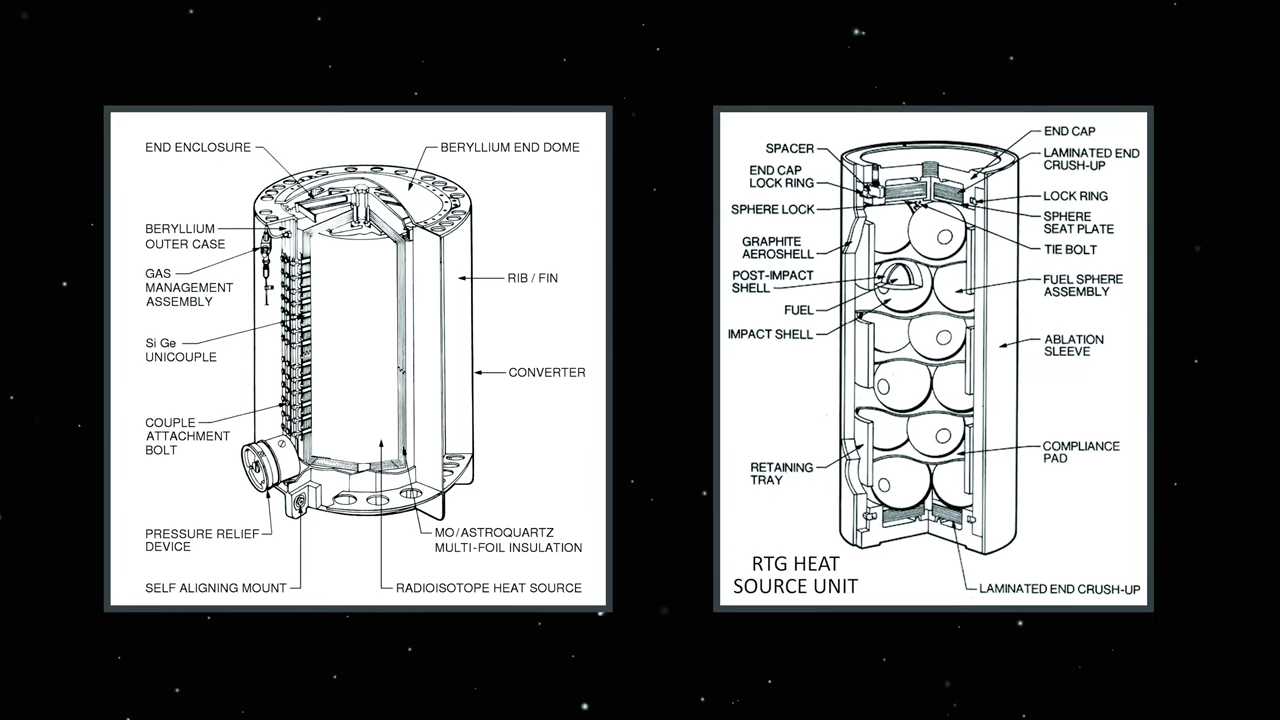 END ENCLOSURE
BERYLLIUM END DOME
BERYLLIUM
OUTER CASE
GAS
MANAGEMENT
ASSEMBLY
RIB / FIN
Si Ge
UNICOUPLE
CONVERTER
COUPLE
ATTACHMENT
BOLT
PRESSURE RELIEF
DEVICE
MO/ASTROQUARTZ
MULTI-FOIL INSULATION
SELF ALIGNING MOUNT
RADIOISOTOPE HEAT SOURCE
SPACER
END CAP
LOCK RING
SPHERE LOCK
GRAPHITE
AEROSHELL
POST-IMPACT
SHELL
FUEL
IMPACT SHELL
RETAINING
TRAY
END CAP
LAMINATED END
CRUSH-UP
LOCK RING
SPHERE
SEAT PLATE
TIE BOLT
FUEL SPHERE
ASSEMBLY
ABLATION
SLEEVE
COMPLIANCE
PAD
LAMINATED END CRUSH-UP
RTG HEAT
SOURCE UNIT